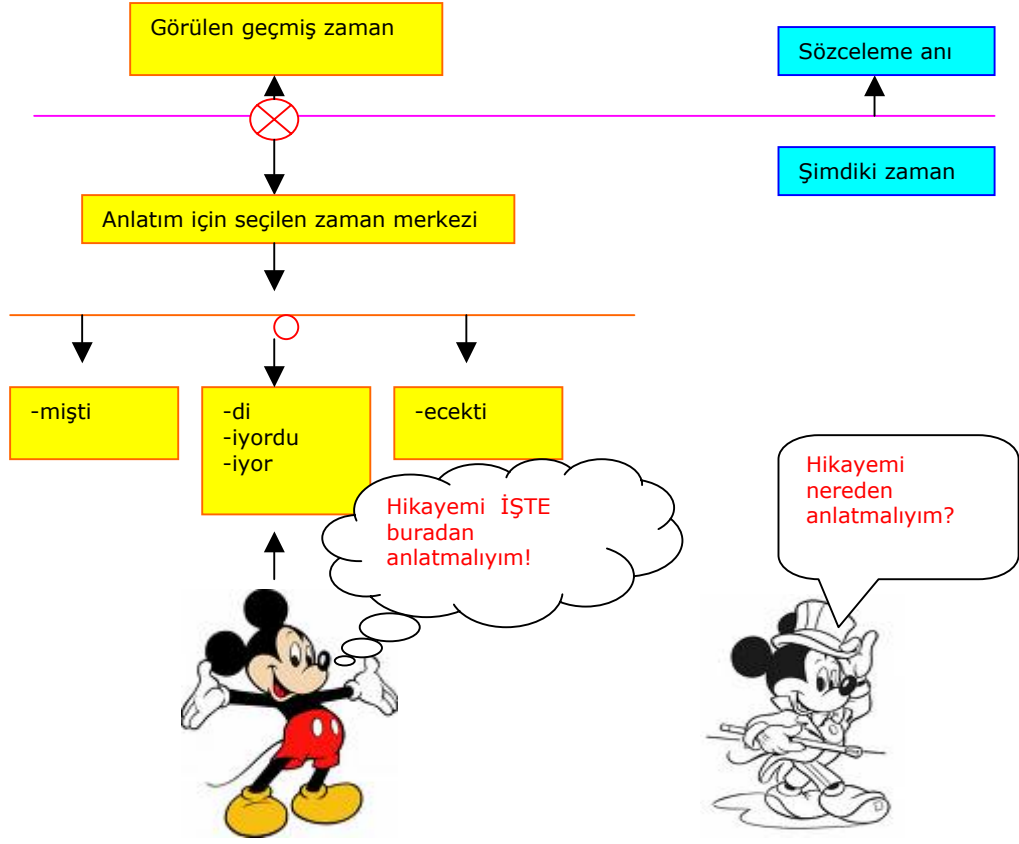 Görülen geçmiş zaman
Sözceleme anı
Şimdiki zaman
Anlatım için seçilen zaman merkezi
-mişti
-di
-iyordu
-iyor
-ecekti
Hikayemi İŞTE
buradan
anlatmalıyım!
Hikayemi
nereden
anlatmalıyım?